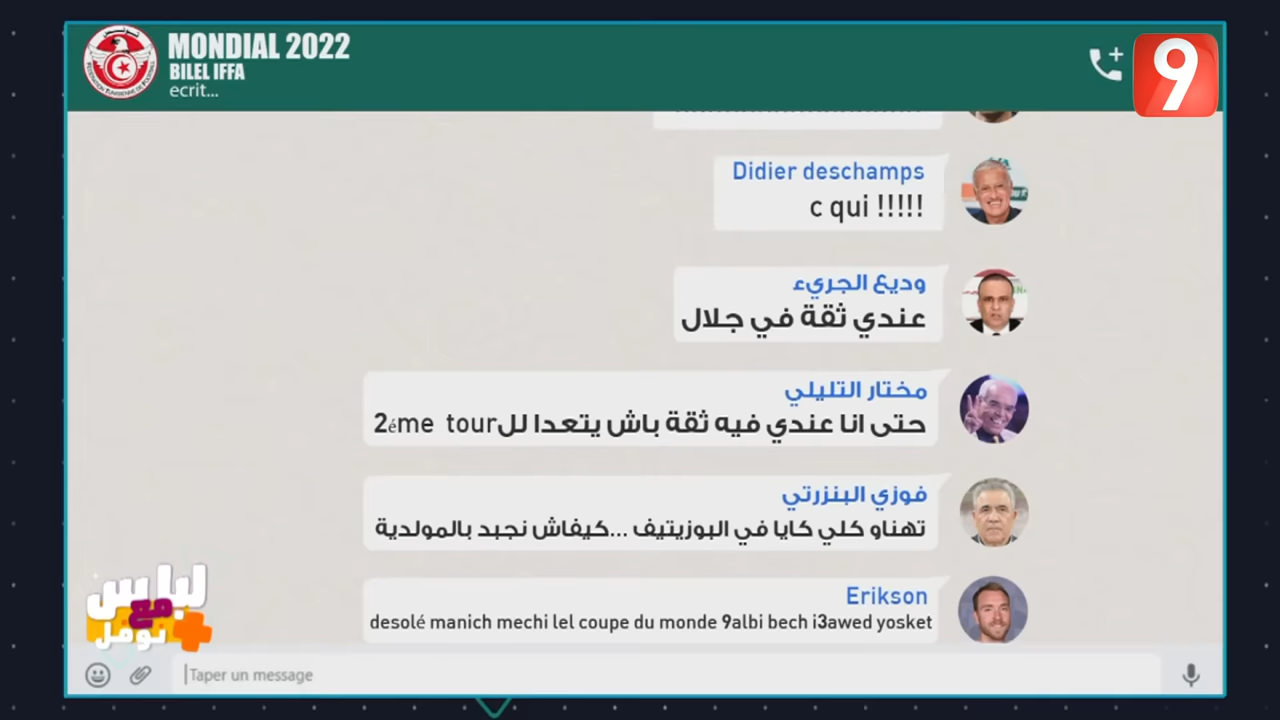 MONDIAL 2022
BILEL IFFA
ecrit...
9
Didier deschamps
c qui !!!!!
وديع الجريء
عندي ثقة في جلال
مختار التليلي
حتى انا عندي فيه ثقة باش يتعدا لل2éme tour
فوزي البنزرتي
تهناو كلي كايا في البوزيتيف ...كيفاش نجبد بالمولدية
Erikson
desolé manich mechi lel coupe du monde 9albi bech i3awed yosket
لباس
مع
نوفل
Taper un message